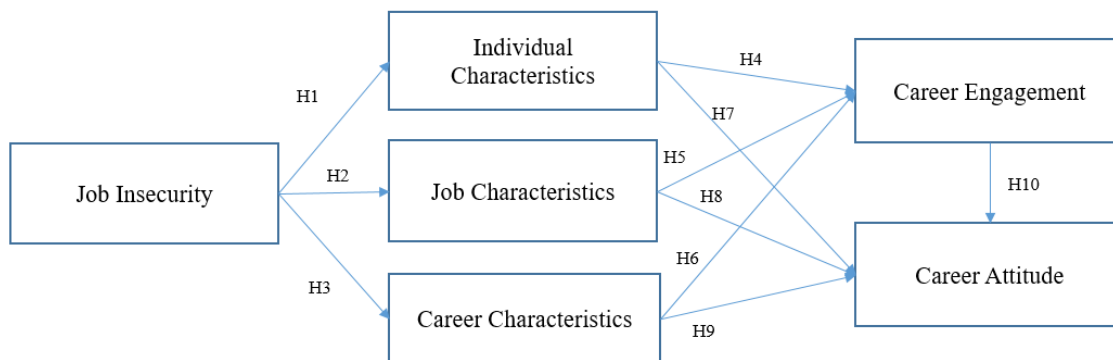 Individual
Characteristics
H4
Career Engagement
H1
H7
H5
Job Insecurity
H2
Job Characteristics
H8
H10
H3
H6
Career Attitude
Career Characteristics
H9